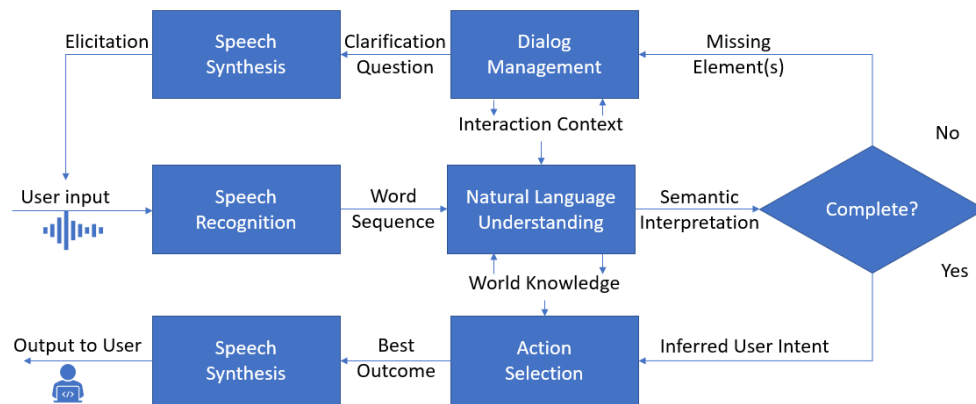 Elicitation
Speech
Synthesis
Clarification
Question
Dialog
Management
Missing
Element(s)
Interaction Context
No
User input
Speech
Recognition
Word
Sequence
Natural Language
Understanding
Semantic
Interpretation
Complete?
Yes
World Knowledge
Output to User
Speech
Synthesis
Best
Outcome
Action
Selection
Inferred User Intent